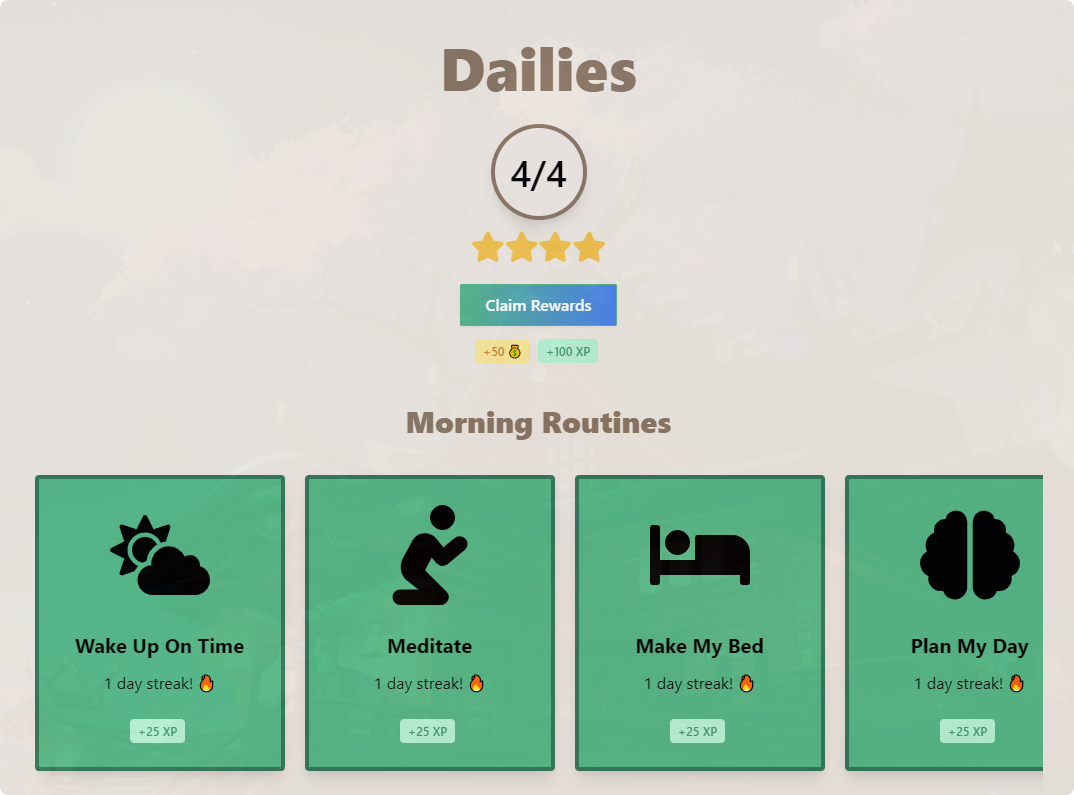 Dailies
4/4
Claim Rewards
+50 💰 +100 XP
Morning Routines
Wake Up On Time
1 day streak! 🔥
+25 XP
Meditate
1 day streak! 🔥
+25 XP
Make My Bed
1 day streak! 🔥
+25 XP
Plan My Day
1 day streak! 🔥
+25 XP